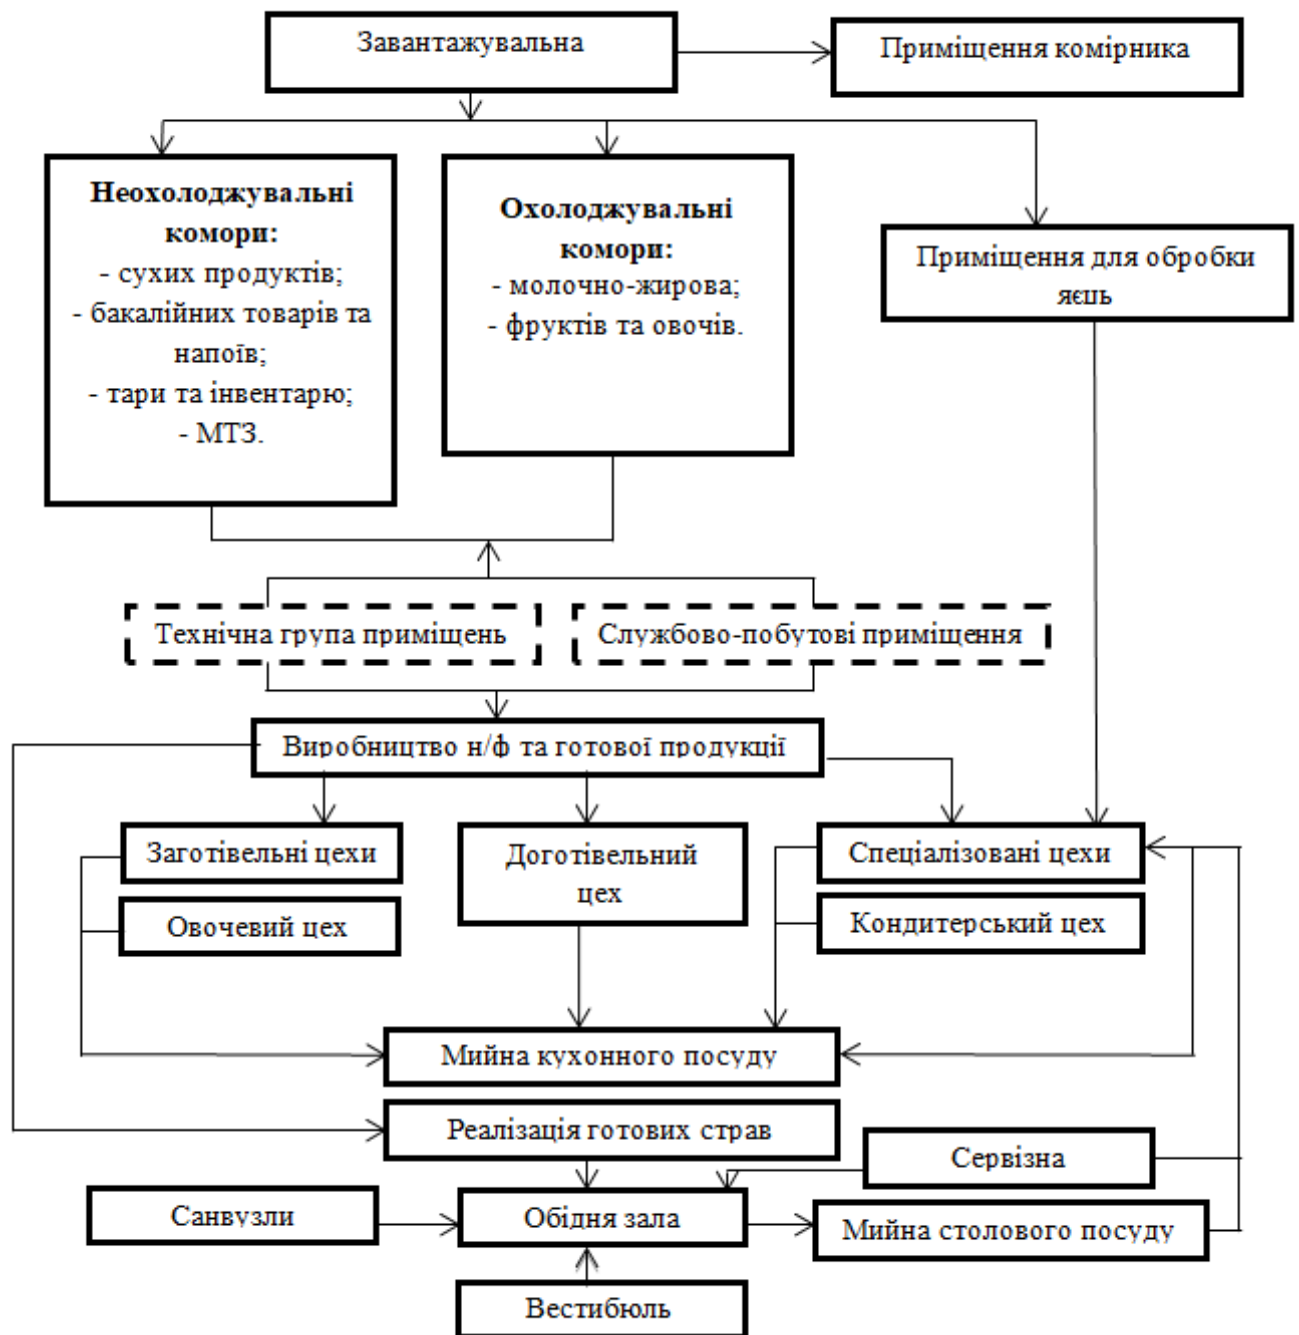 Завантажувальна
Приміщення комірника
Неохолоджувальні
комори:
- сухих продуктів;
- бакалійних товарів та
напоїв;
- тари та інвентарю;
- МТЗ.
Охолоджувальні
комори:
- молочно-жирова;
- фруктів та овочів.
Приміщення для обробки
яєць
Технічна група приміщень
Службово-побутові приміщення
Виробництво н/ф та готової продукції
Заготівельні цехи
Овочевий цех
Доготівельний
цех
Спеціалізовані цехи
Кондитерський цех
Мийна кухонного посуду
Реалізація готових страв
Сервізна
Санвузли
Обідня зала
Мийна столового посуду
Вестибюль